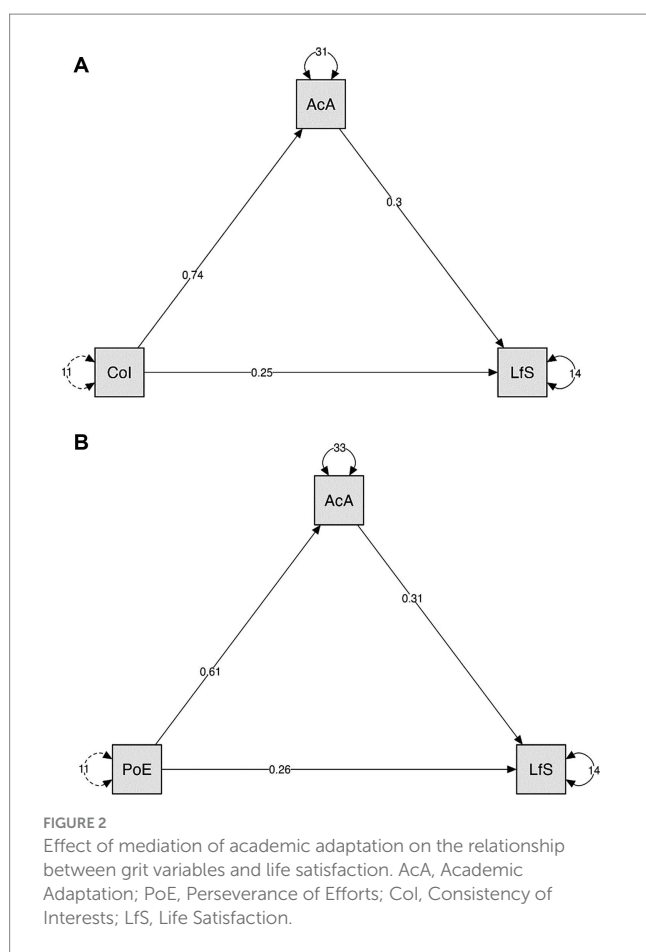 A
31
AcA
0.3
0.74
11
CoI
0.25
LfS
14
B
33
AcA
0.31
0.61
11
PoE
0.26
LfS
14
FIGURE 2
Effect of mediation of academic adaptation on the relationship
between grit variables and life satisfaction. AcA, Academic
Adaptation; PoE, Perseverance of Efforts; CoI, Consistency of
Interests; LfS, Life Satisfaction.